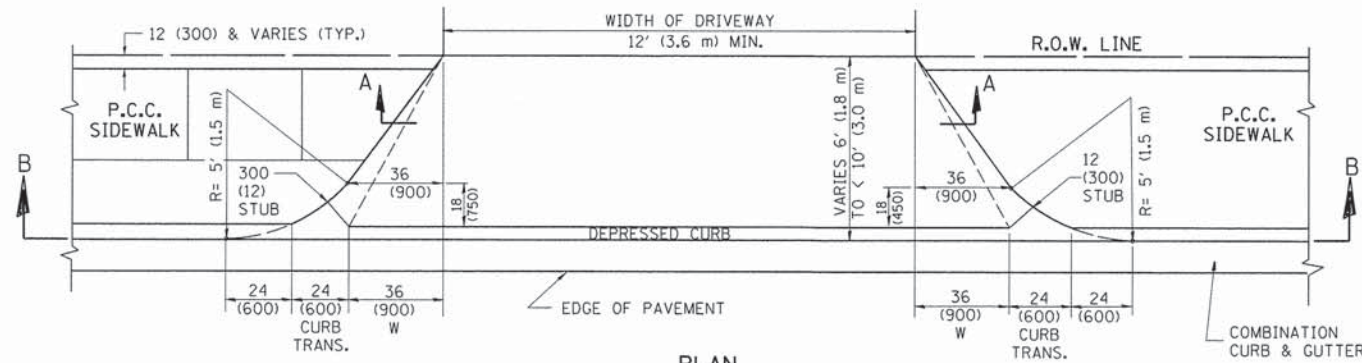 WIDTH OF DRIVEWAY
12' (3.6 m) MIN.
12 (300) & VARIES (TYP.)
R.O.W. LINE
A
A
P.C.C.
SIDEWALK
P.C.C.
SIDEWALK
R= 5' (1.5 m)
VARIES 6' (1.8 m)
TO < 10' (3.0 m)
R= 5' (1.5 m)
B
B
300
(12)
STUB
36
(900)
18
(750)
36
(900)
18
(450)
12
(300)
STUB
DEPRESSED CURB
24
(600)
24
(600)
CURB
TRANS.
36
(900)
W
EDGE OF PAVEMENT
36
(900)
W
24
(600)
CURB
TRANS.
24
(600)
COMBINATION
CURB & GUTTER
PLAN